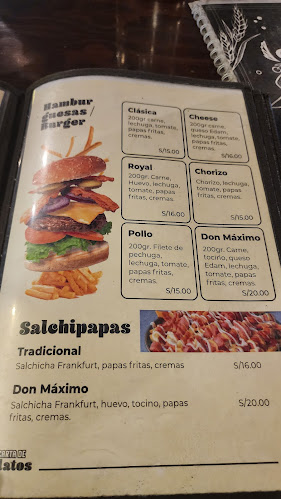 Hambur
guesas /
Burger
Clásica
200gr carne,
lechuga, tomate,
papas fritas,
cremas.
S/15.00
Cheese
200gr carne,
queso Edam,
lechuga, tomate,
papas fritas,
cremas.
S/16.00
Royal
200gr. Carne,
Huevo, lechuga,
tomate, papas
fritas, cremas.
S/16.00
Chorizo
Chorizo, lechuga,
tomate, papas
fritas, cremas.
S/15.00
Pollo
200gr. Filete de
pechuga,
lechuga, tomate,
papas fritas,
cremas.
S/15.00
Don Máximo
200gr. Carne,
tocino, queso
Edam, lechuga,
tomate, papas
fritas, cremas.
S/20.00
Salchipapas
Tradicional
Salchicha Frankfurt, papas fritas, cremas
S/16.00
Don Máximo
Salchicha Frankfurt, huevo, tocino, papas
fritas, cremas.
S/20.00
CARTA DE
latos